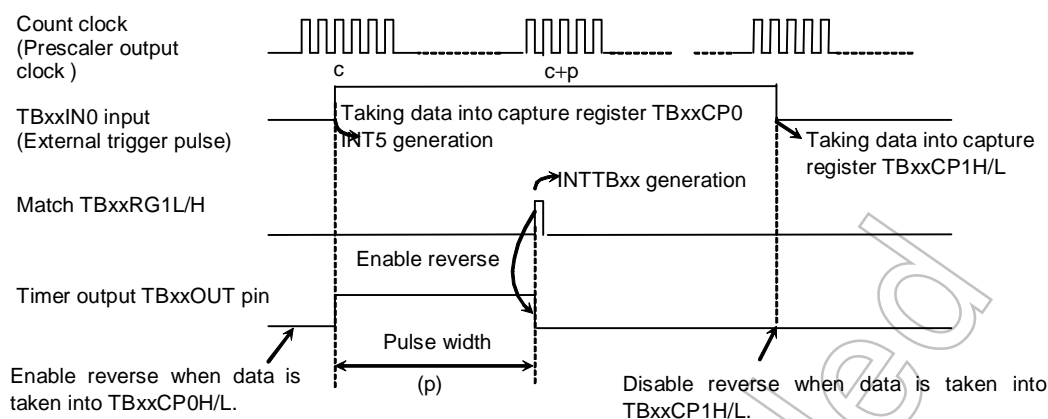 Count clock
(Prescaler output
clock )
c
c+p
TBxxIN0 input
(External trigger pulse)
Taking data into capture register TBxxCP0
INT5 generation
Taking data into capture
register TBxxCP1H/L
INTTBxx generation
Match TBxxRG1L/H
Enable reverse
Timer output TBxxOUT pin
Pulse width
(p)
Enable reverse when data is
taken into TBxxCP0H/L.
Disable reverse when data is taken into
TBxxCP1H/L.